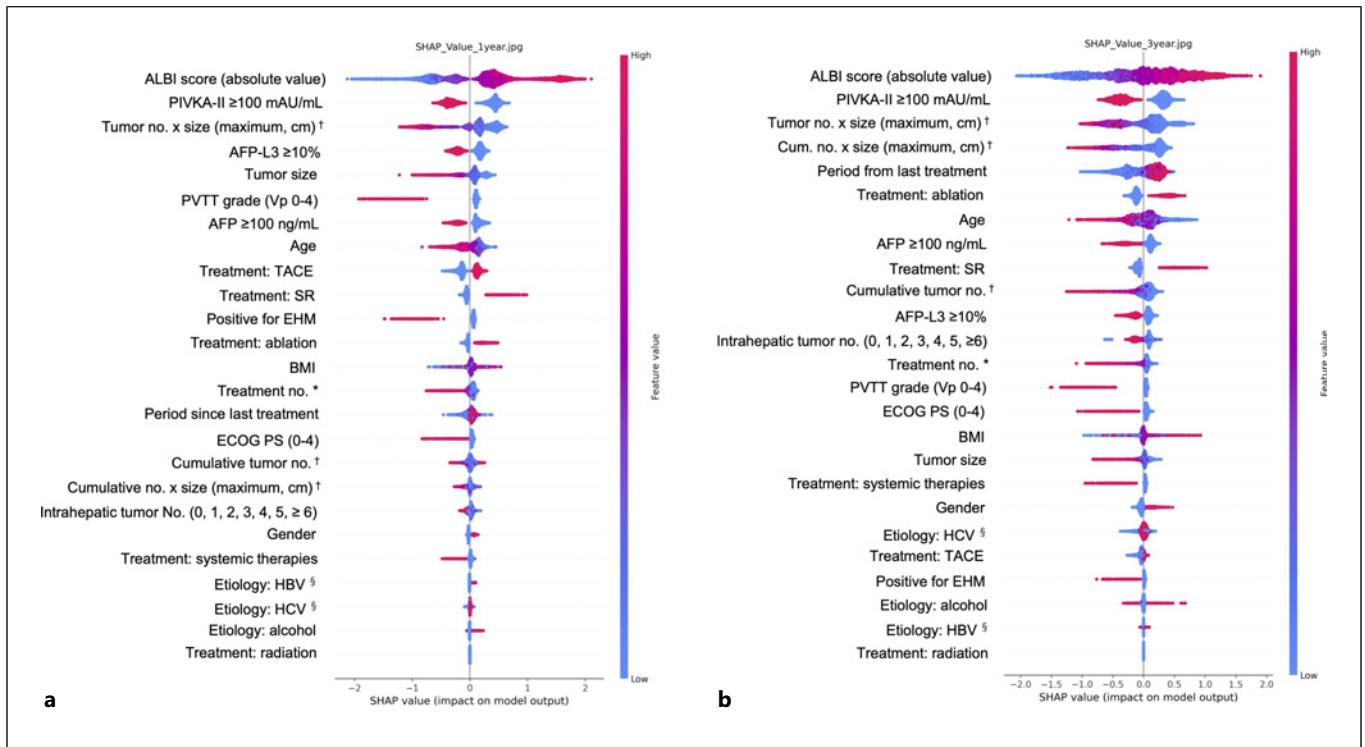 SHAP_Value_1year.jpg
High
ALBI score (absolute value)
PIVKA-II ≥100 mAU/mL
Tumor no. x size (maximum, cm) †
AFP-L3 ≥10%
Tumor size
PVTT grade (Vp 0-4)
AFP ≥100 ng/mL
Age
Treatment: TACE
Treatment: SR
Positive for EHM
Treatment: ablation
BMI
Treatment no. *
Period since last treatment
ECOG PS (0-4)
Cumulative tumor no. †
Cumulative no. x size (maximum, cm) †
Intrahepatic tumor No. (0, 1, 2, 3, 4, 5, ≥ 6)
Gender
Treatment: systemic therapies
Etiology: HBV §
Etiology: HCV §
Etiology: alcohol
Treatment: radiation
Feature value
Low
−2 −1 0 1 2
SHAP value (impact on model output)
a
SHAP_Value_3year.jpg
High
ALBI score (absolute value)
PIVKA-II ≥100 mAU/mL
Tumor no. x size (maximum, cm) †
Cum. no. x size (maximum, cm) †
Period from last treatment
Treatment: ablation
Age
AFP ≥100 ng/mL
Treatment: SR
Cumulative tumor no. †
AFP-L3 ≥10%
Intrahepatic tumor no. (0, 1, 2, 3, 4, 5, ≥6)
Treatment no. *
PVTT grade (Vp 0-4)
ECOG PS (0-4)
BMI
Tumor size
Treatment: systemic therapies
Gender
Etiology: HCV §
Treatment: TACE
Positive for EHM
Etiology: alcohol
Etiology: HBV §
Treatment: radiation
Feature value
Low
−2.0 −1.5 −1.0 −0.5 0.0 0.5 1.0 1.5 2.0
SHAP value (impact on model output)
b